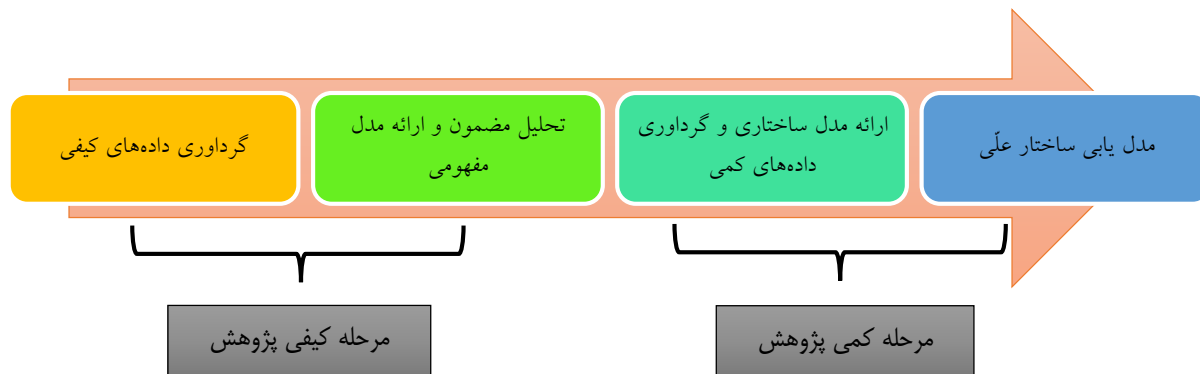 گرداوری داده‌های کیفی
تحلیل مضمون و ارائه مدل
مفهومی
ارائه مدل ساختاری و گرداوری
داده‌های کمی
مدل یابی ساختار علّی
مرحله کیفی پژوهش
مرحله کمی پژوهش